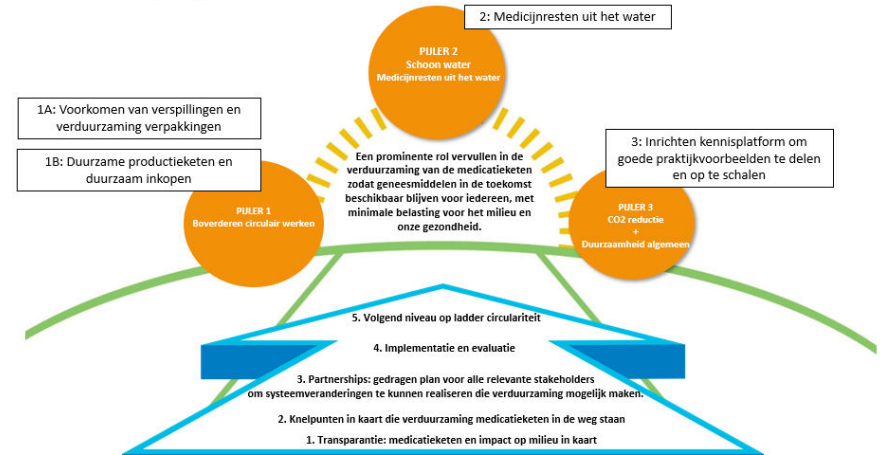 2: Medicijnresten uit het water
PIJLER 2
Schoon water
Medicijnresten uit het water
1A: Voorkomen van verspillingen en
verduurzaming verpakkingen
1B: Duurzame productieketen en
duurzaam inkopen
3: Inrichten kennisplatform om
goede praktijkvoorbeelden te delen
en op te schalen
Een prominente rol vervullen in de
verduurzaming van de medicatieketen
zodat geneesmiddelen in de toekomst
beschikbaar blijven voor iedereen, met
minimale belasting voor het milieu en
onze gezondheid.
PIJLER 1
Boverderen circulair werken
PIJLER 3
CO2 reductie
+
Duurzaamheid algemeen
5. Volgend niveau op ladder circulariteit
4. Implementatie en evaluatie
3. Partnerships: gedragen plan voor alle relevante stakeholders
om systeemveranderingen te kunnen realiseren die verduurzaming mogelijk maken.
2. Knelpunten in kaart die verduurzaming medicatieketen in de weg staan
1. Transparantie: medicatieketen en impact op milieu in kaart